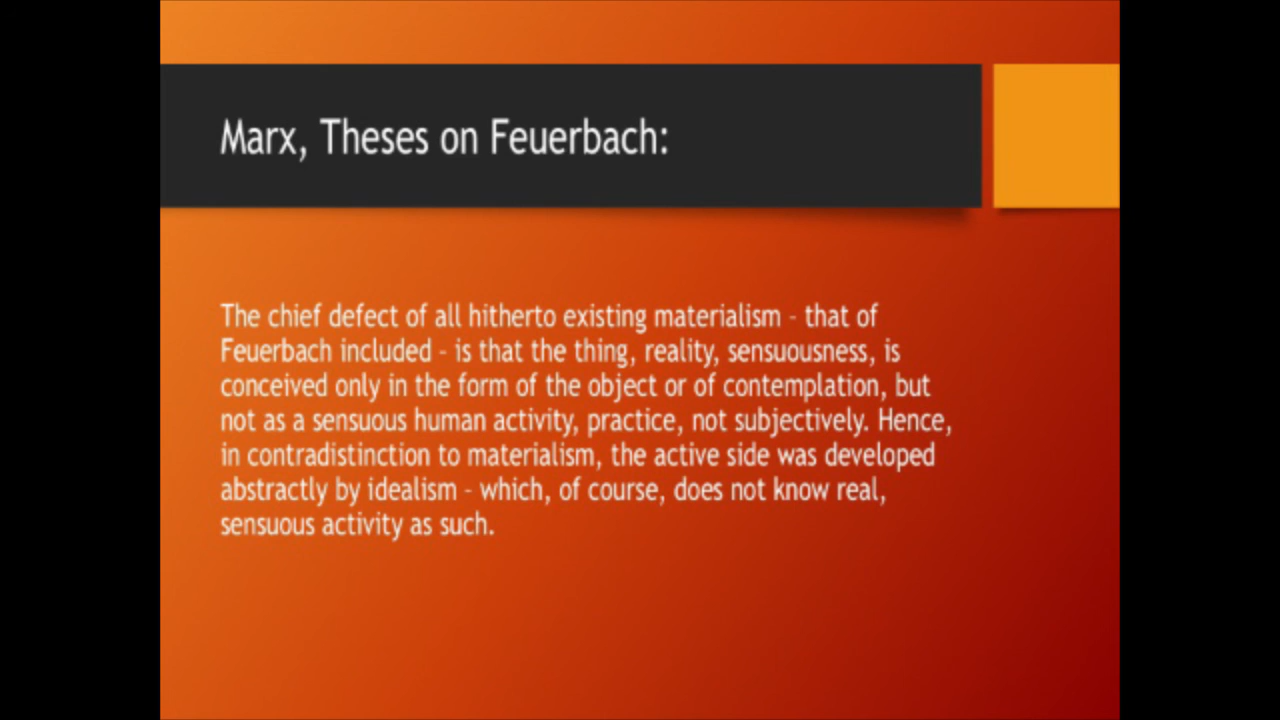 Marx, Theses on Feuerbach:
The chief defect of all hitherto existing materialism - that of
Feuerbach included - is that the thing, reality, sensuousness, is
conceived only in the form of the object or of contemplation, but
not as a sensuous human activity, practice, not subjectively. Hence,
in contradistinction to materialism, the active side was developed
abstractly by idealism - which, of course, does not know real,
sensuous activity as such.